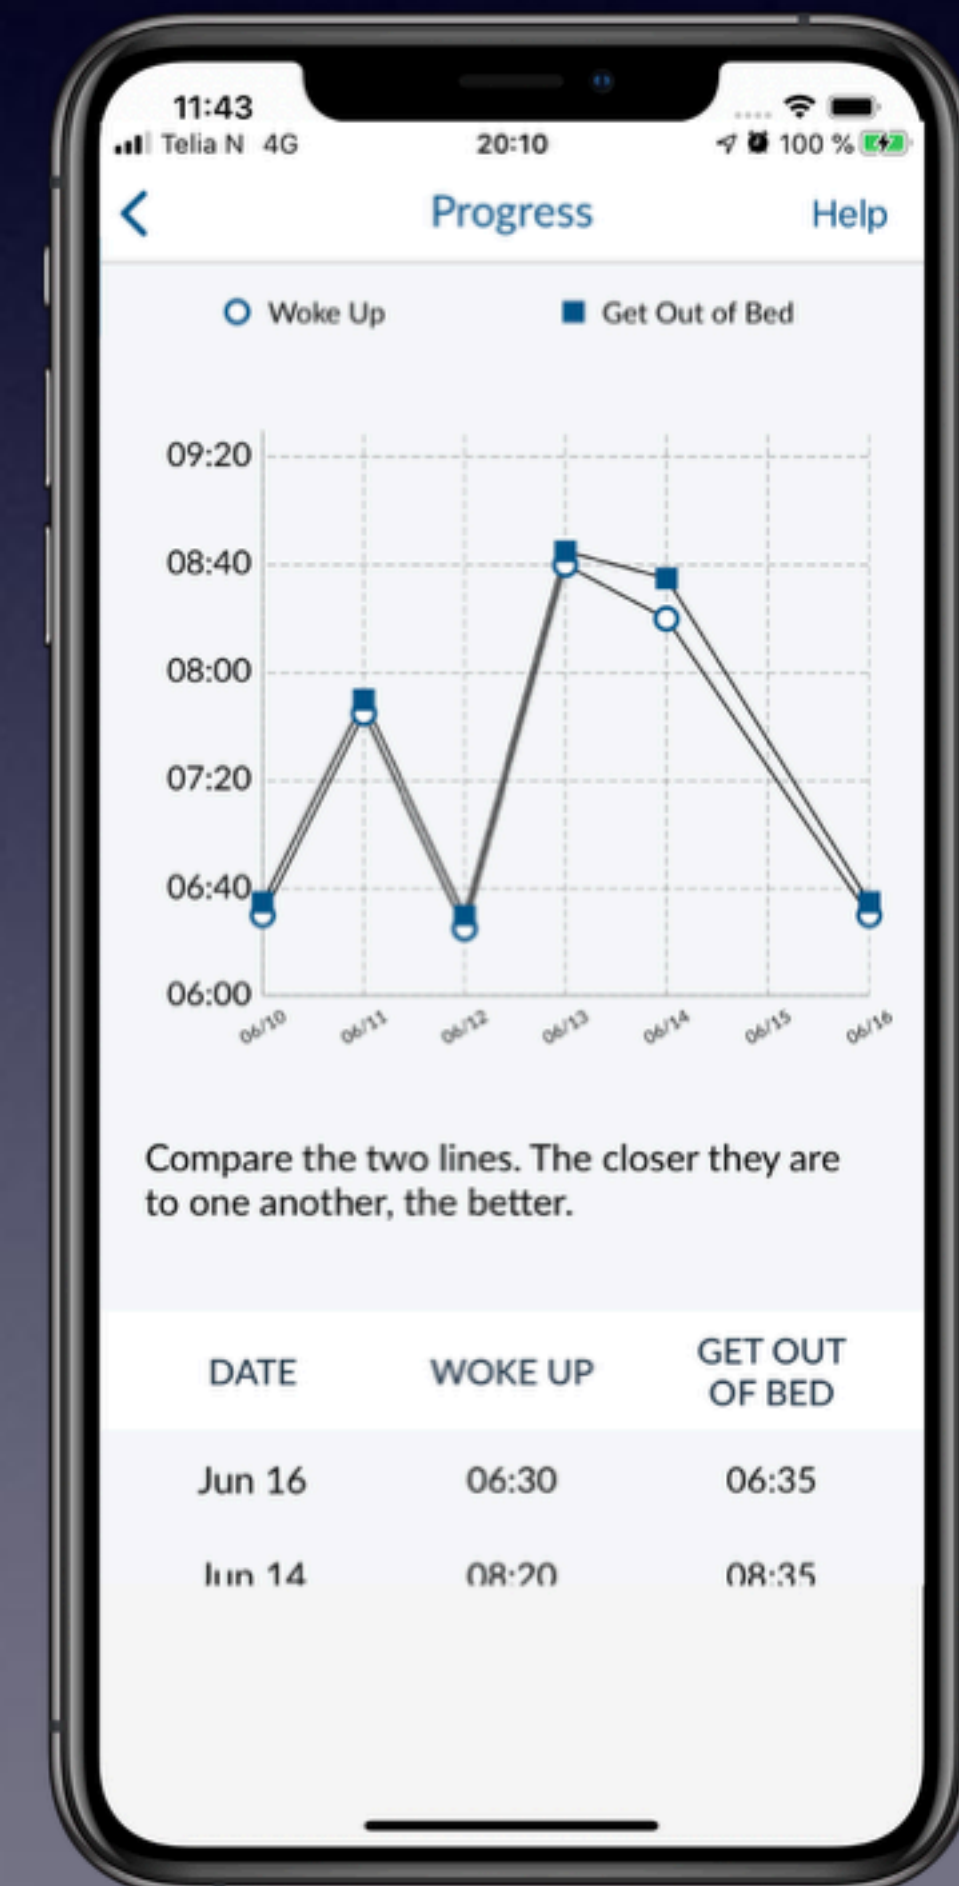 11:43
Telia N 4G 20:10 100 %
Progress Help
Woke Up Get Out of Bed
09:20
08:40
08:00
07:20
06:40
06:00
06/10 06/11 06/12 06/13 06/14 06/15 06/16
Compare the two lines. The closer they are
to one another, the better.
DATE WOKE UP GET OUT
OF BED
Jun 16 06:30 06:35
Jun 14 08:20 08:35